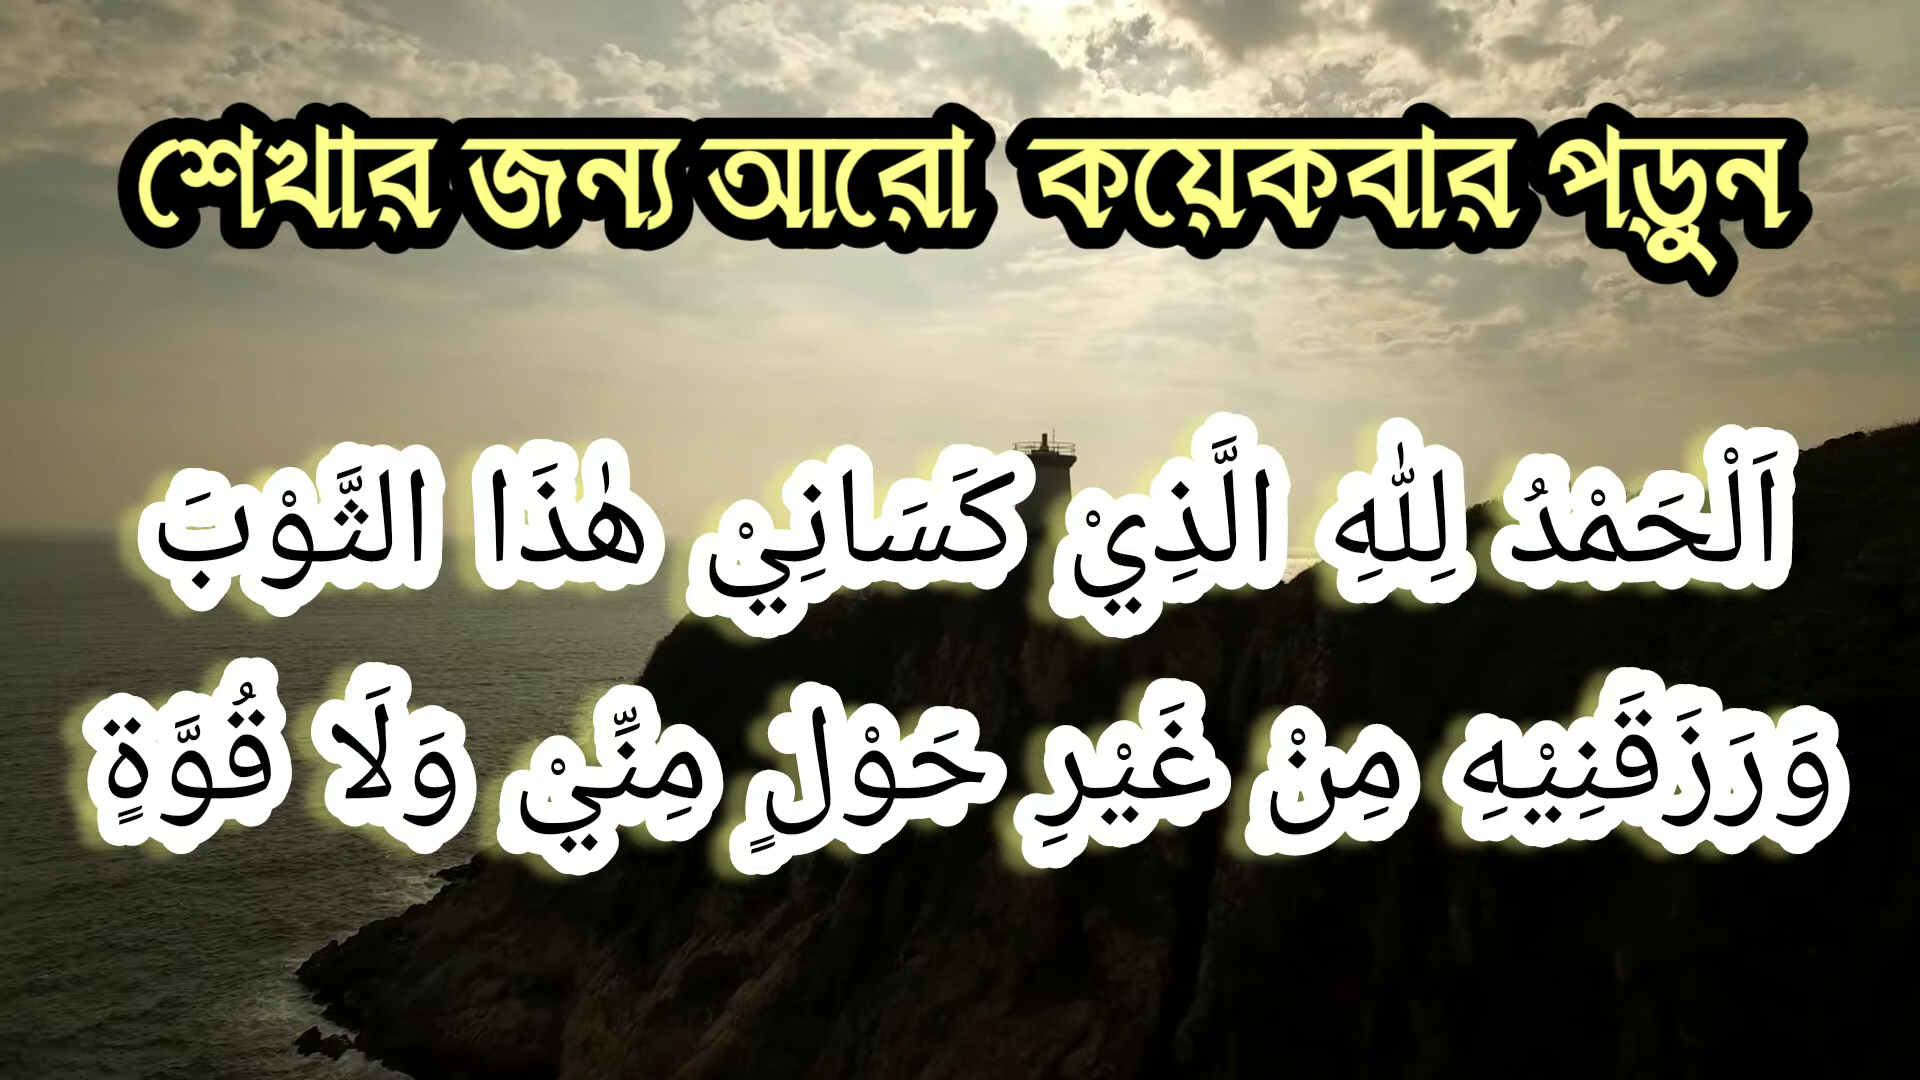 শেখার জন্য আরো কয়েকবার পড়ুন
اَلْحَمْدُ لِلّٰهِ الَّذِيْ كَسَانِيْ هٰذَا الثَّوْبَ
وَرَزَقَنِيْهِ مِنْ غَيْرِ حَوْلٍ مِنِّيْ وَلَا قُوَّةٍ